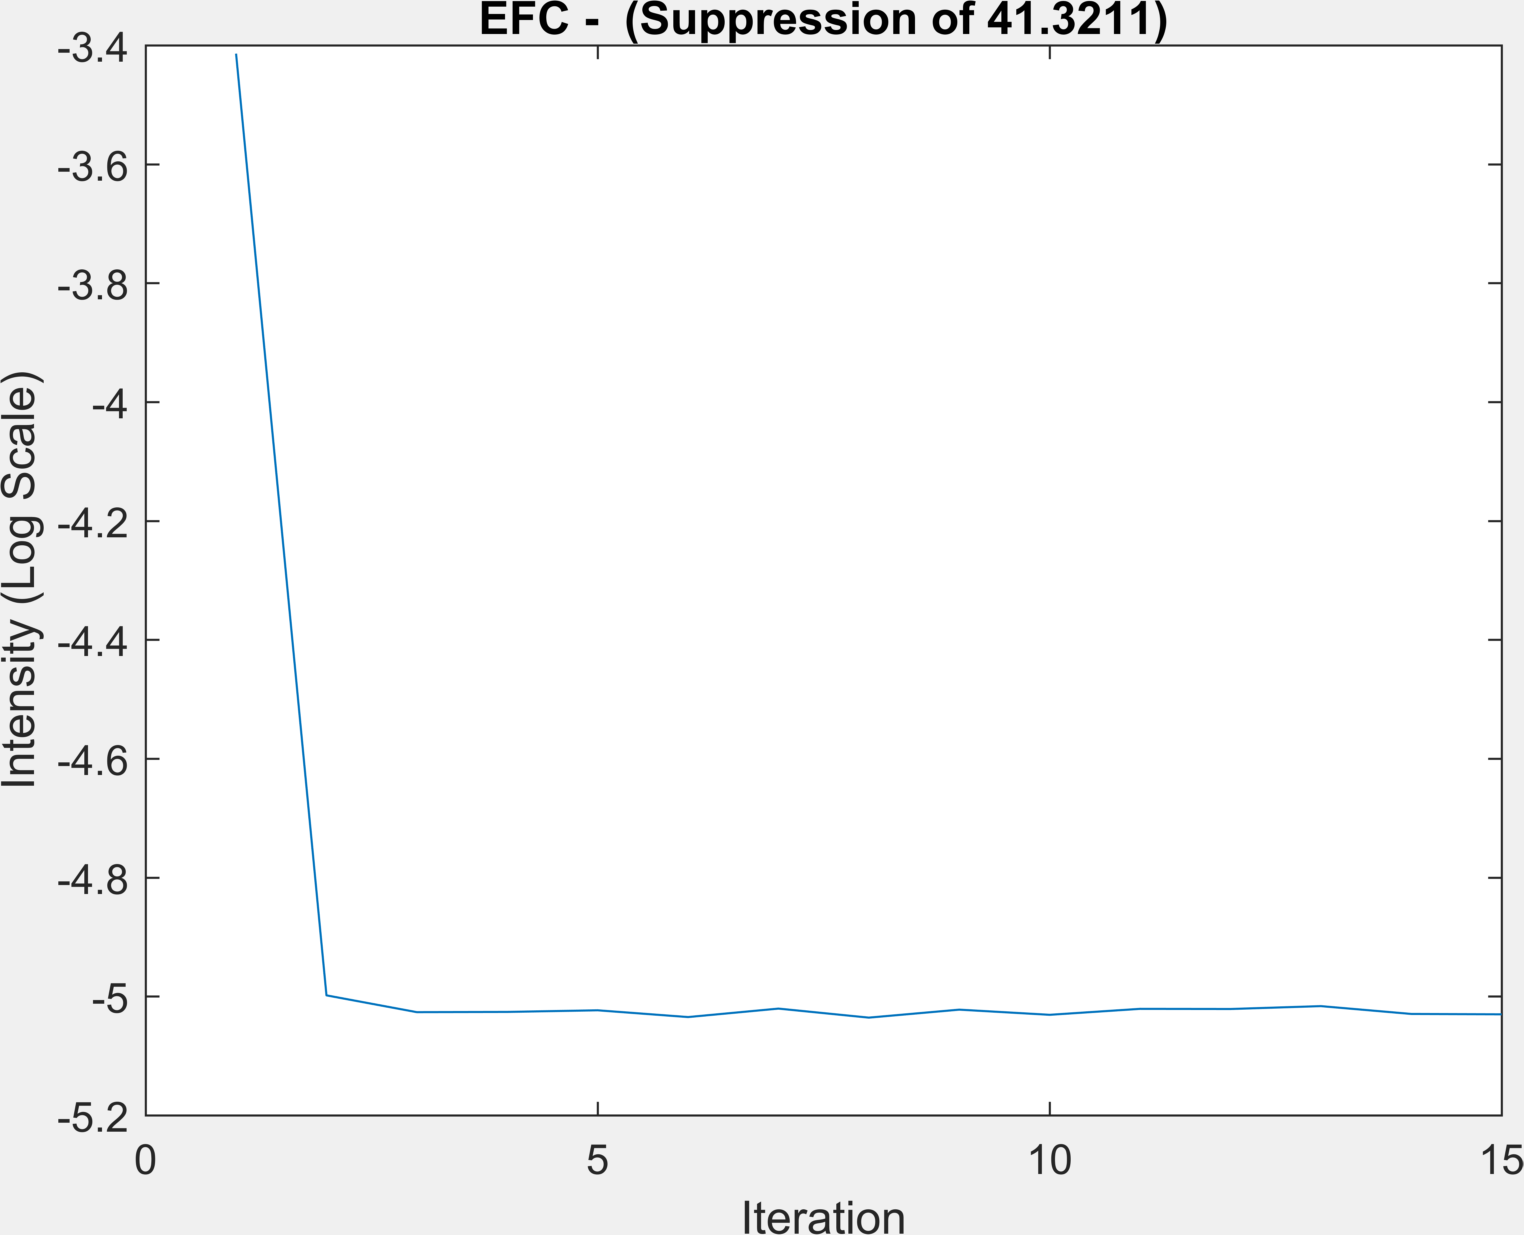 EFC -  (Suppression of 41.3211)
-3.4
-3.6
-3.8
-4
-4.2
-4.4
-4.6
-4.8
-5
-5.2
Intensity (Log Scale)
0 5 10 15
Iteration